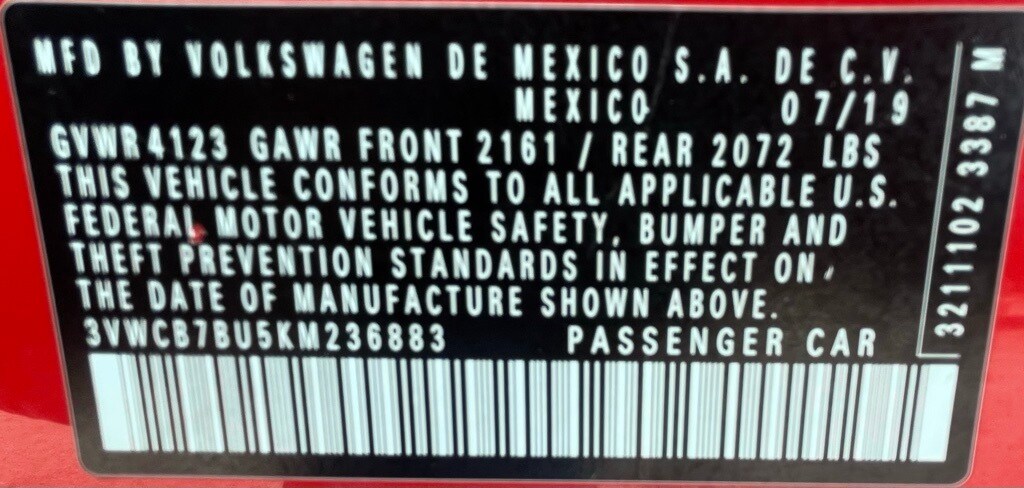 MFD BY VOLKSWAGEN DE MEXICO S.A. DE C.V.
MEXICO 07/19
GVWR 4123 GAWR FRONT 2161 / REAR 2072 LBS
THIS VEHICLE CONFORMS TO ALL APPLICABLE U.S.
FEDERAL MOTOR VEHICLE SAFETY, BUMPER AND
THEFT PREVENTION STANDARDS IN EFFECT ON
THE DATE OF MANUFACTURE SHOWN ABOVE.
3VWCB7BU5KM236883 PASSENGER CAR
3211102 3387 M